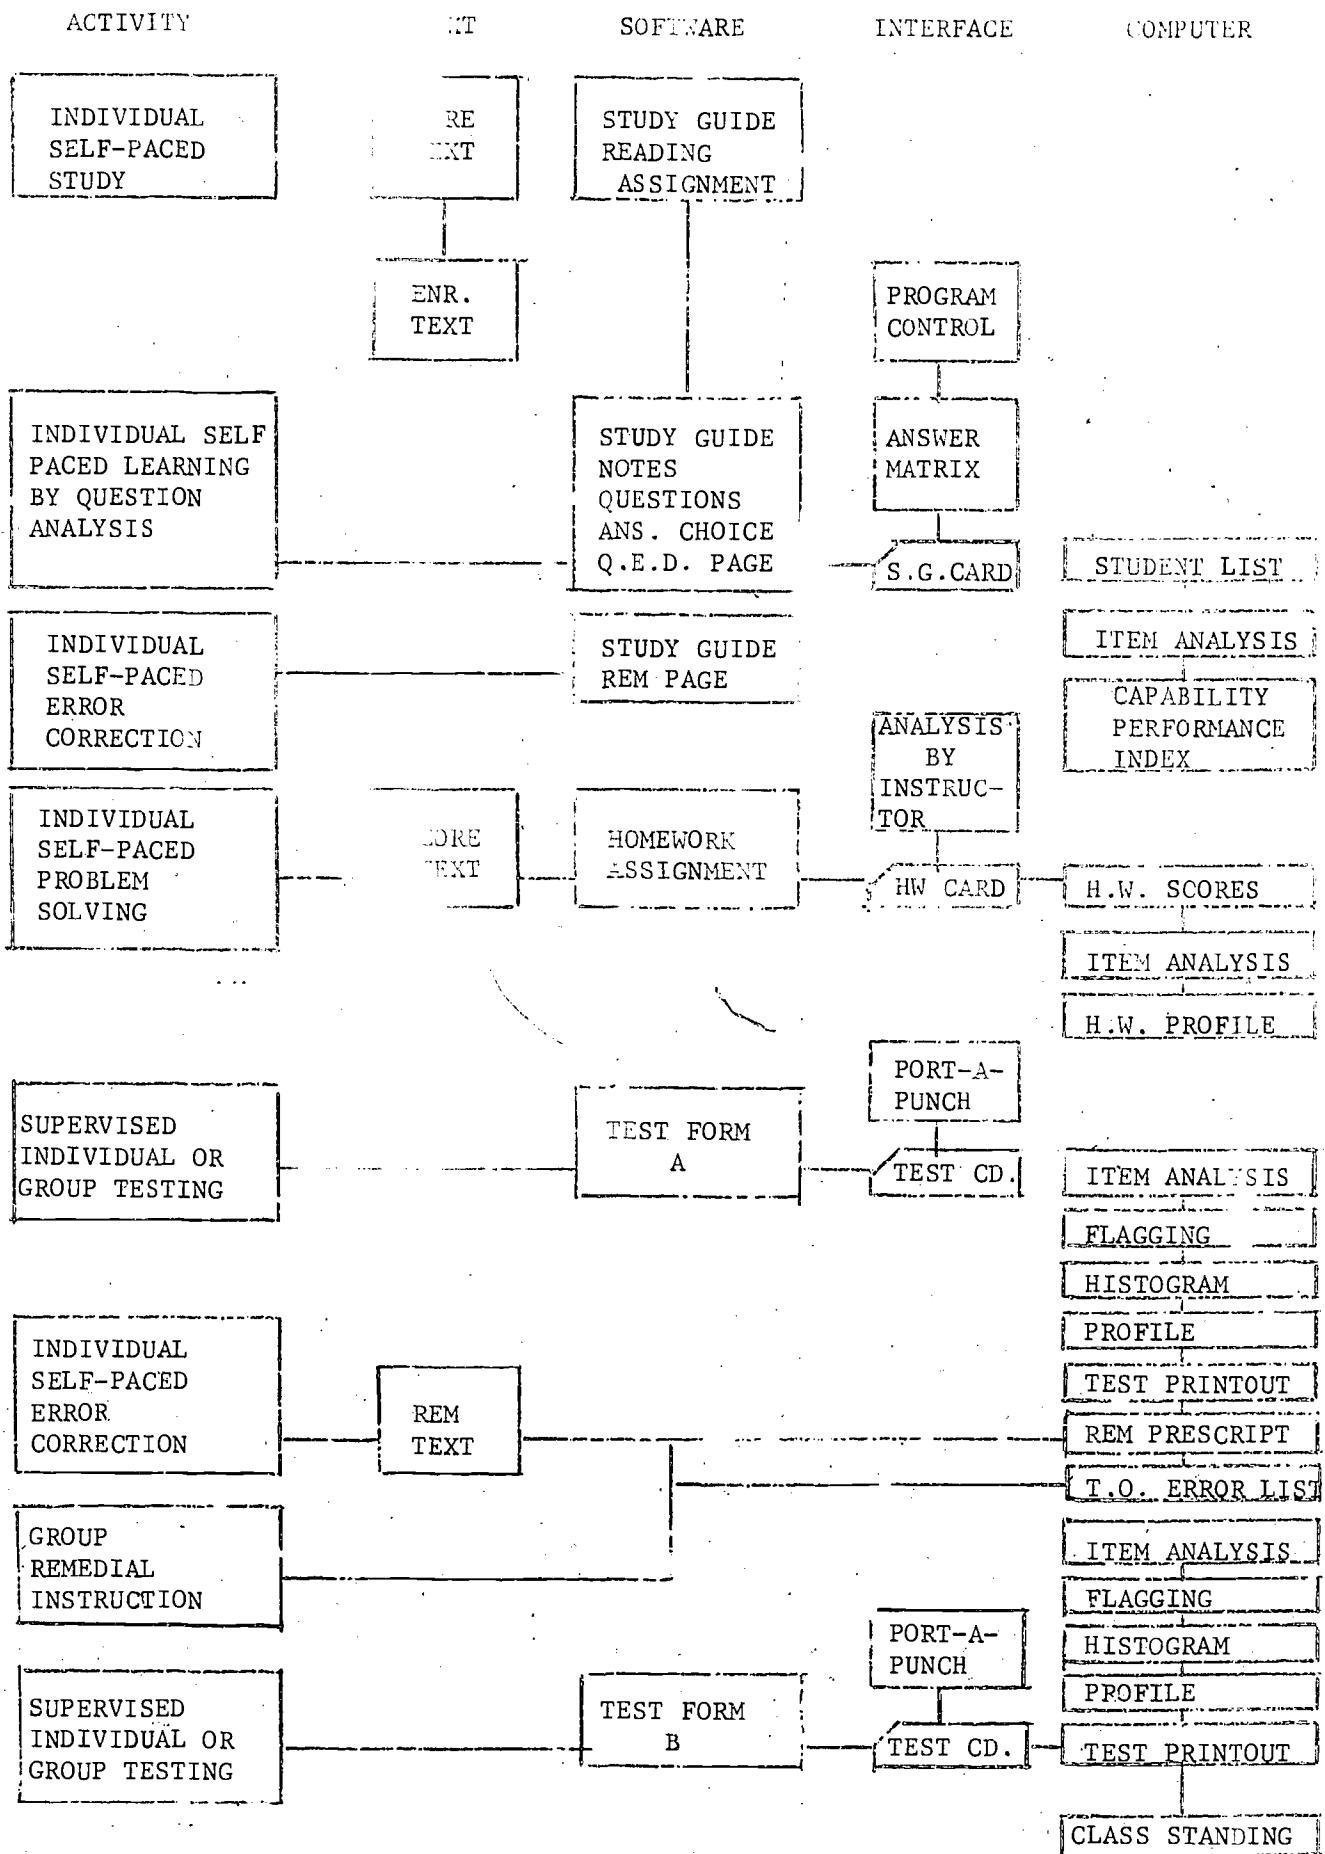 ACTIVITY
SOFTWARE
INTERFACE
COMPUTER
INDIVIDUAL
SELF-PACED
STUDY
STUDY GUIDE
READING
ASSIGNMENT
ENR.
TEXT
PROGRAM
CONTROL
INDIVIDUAL SELF
PACED LEARNING
BY QUESTION
ANALYSIS
STUDY GUIDE
NOTES
QUESTIONS
ANS. CHOICE
Q.E.D. PAGE
ANSWER
MATRIX
S.G.CARD
STUDENT LIST
INDIVIDUAL
SELF-PACED
ERROR
CORRECTION
STUDY GUIDE
REM PAGE
ITEM ANALYSIS
CAPABILITY
PERFORMANCE
INDEX
ANALYSIS
BY
INSTRUC-
TOR
INDIVIDUAL
SELF-PACED
PROBLEM
SOLVING
HOMEWORK
ASSIGNMENT
HW CARD
H.W. SCORES
ITEM ANALYSIS
H.W. PROFILE
PORT-A-
PUNCH
SUPERVISED
INDIVIDUAL OR
GROUP TESTING
TEST FORM
A
TEST CD.
ITEM ANALYSIS
FLAGGING
HISTOGRAM
PROFILE
TEST PRINTOUT
REM PRESCRIPT
T.O. ERROR LIST
INDIVIDUAL
SELF-PACED
ERROR
CORRECTION
REM
TEXT
GROUP
REMEDIAL
INSTRUCTION
ITEM ANALYSIS
FLAGGING
HISTOGRAM
PROFILE
TEST PRINTOUT
CLASS STANDING
PORT-A-
PUNCH
SUPERVISED
INDIVIDUAL OR
GROUP TESTING
TEST FORM
B
TEST CD.